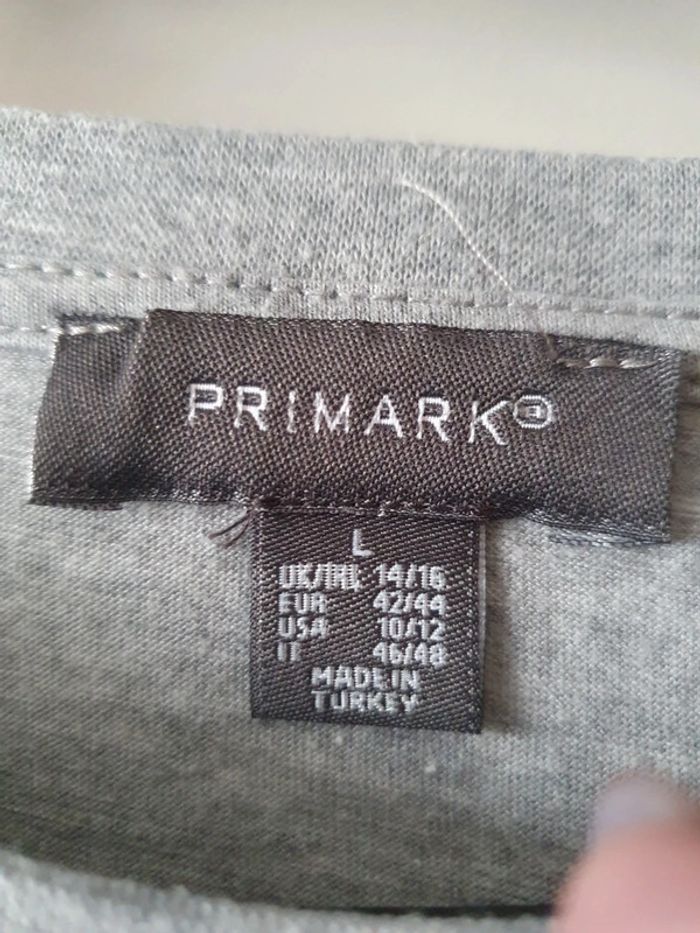 PRIMARK®
L
UK/IRL 14/16
EUR 42/44
USA 10/12
IT 46/48
MADE IN
TURKEY